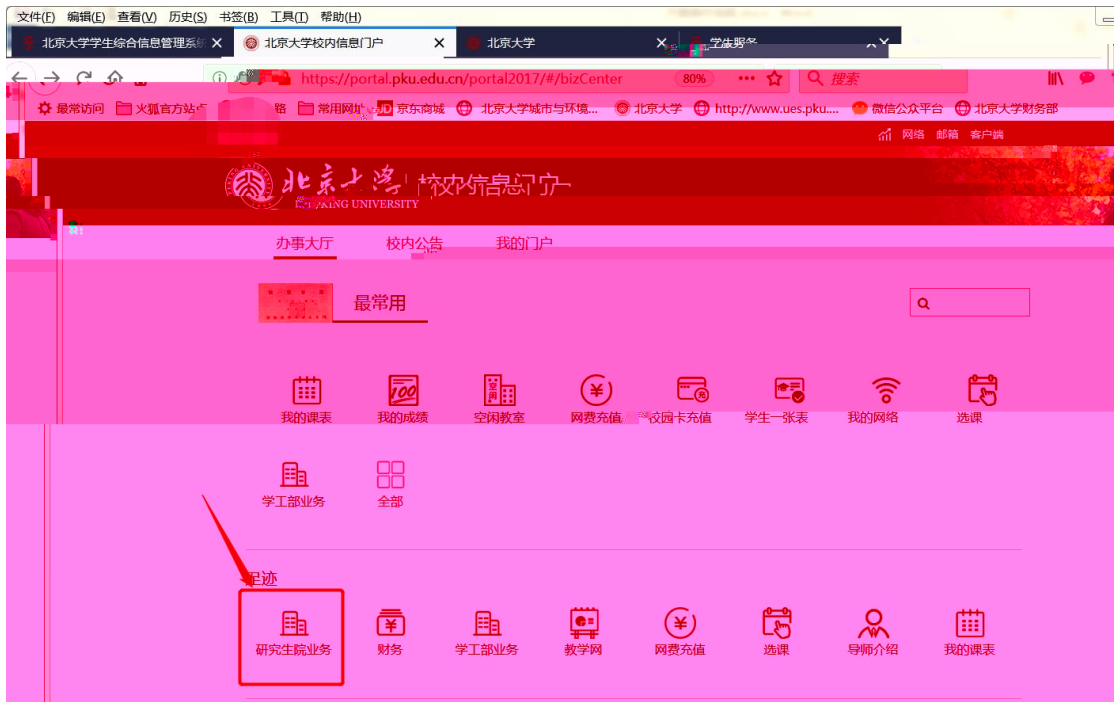 文件(F) 编辑(E) 查看(V) 历史(S) 书签(B) 工具(T) 帮助(H)
北京大学学生综合信息管理系统 北京大学校内信息门户 北京大学
https://portal.pku.edu.cn/portal2017/#/bizCenter 80% 搜索
最常访问 火狐官方站点 常用网址 京东商城 北京大学城市与环境... 北京大学 http://www.ues.pku.... 微信公众平台 北京大学财务部
网络 邮箱 客户端
北京大学 校内信息门户
UNIVERSITY
办事大厅 校内公告 我的门户
最常用
我的课表 我的成绩 空闲教室 网费充值 校园卡充值 学生一张表 我的网络 选课
学工部业务 全部
足迹
研究生院业务 财务 学工部业务 教学网 网费充值 选课 导师介绍 我的课表